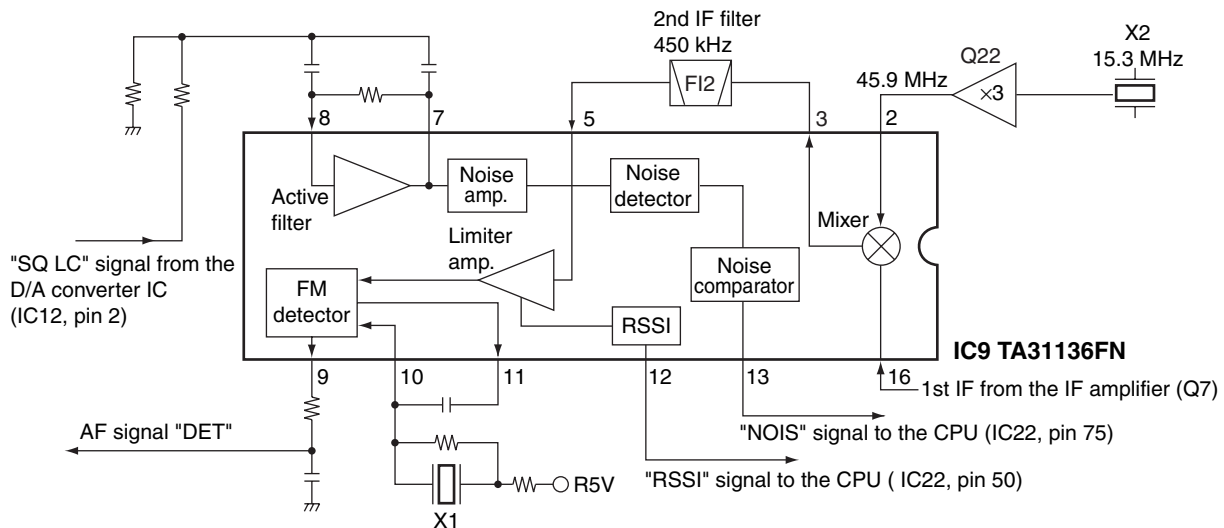 2nd IF filter
450 kHz
FI2
X2
15.3 MHz
Q22
×3
45.9 MHz
8
7
5
3
2
Active
filter
Noise
amp.
Noise
detector
Mixer
"SQ LC" signal from the
D/A converter IC
(IC12, pin 2)
Limiter
amp.
FM
detector
Noise
comparator
RSSI
IC9 TA31136FN
9
10
11
12
13
16
1st IF from the IF amplifier (Q7)
AF signal "DET"
"NOIS" signal to the CPU (IC22, pin 75)
"RSSI" signal to the CPU ( IC22, pin 50)
R5V
X1